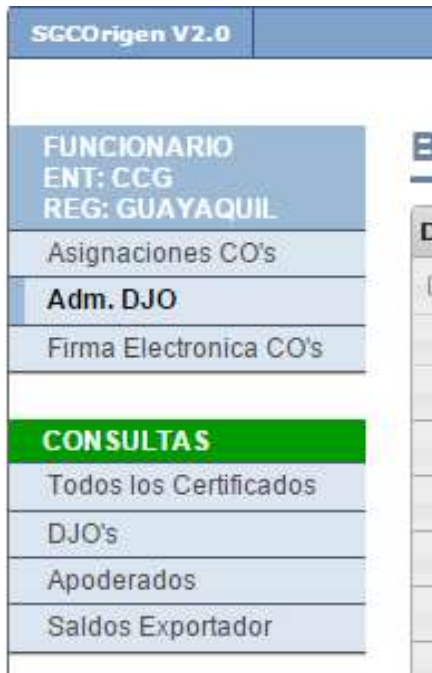 SGCOrigen V2.0
FUNCIONARIO
ENT: CCG
REG: GUAYAQUIL
Asignaciones CO's
Adm. DJO
Firma Electronica CO's
CONSULTAS
Todos los Certificados
DJO's
Apoderados
Saldos Exportador